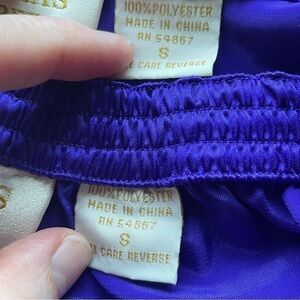 100% POLYESTER
MADE IN CHINA
RN 54867
S
E CARE REVERSE
100% POLYESTER
MADE IN CHINA
RN 54867
S
E CARE REVERSE